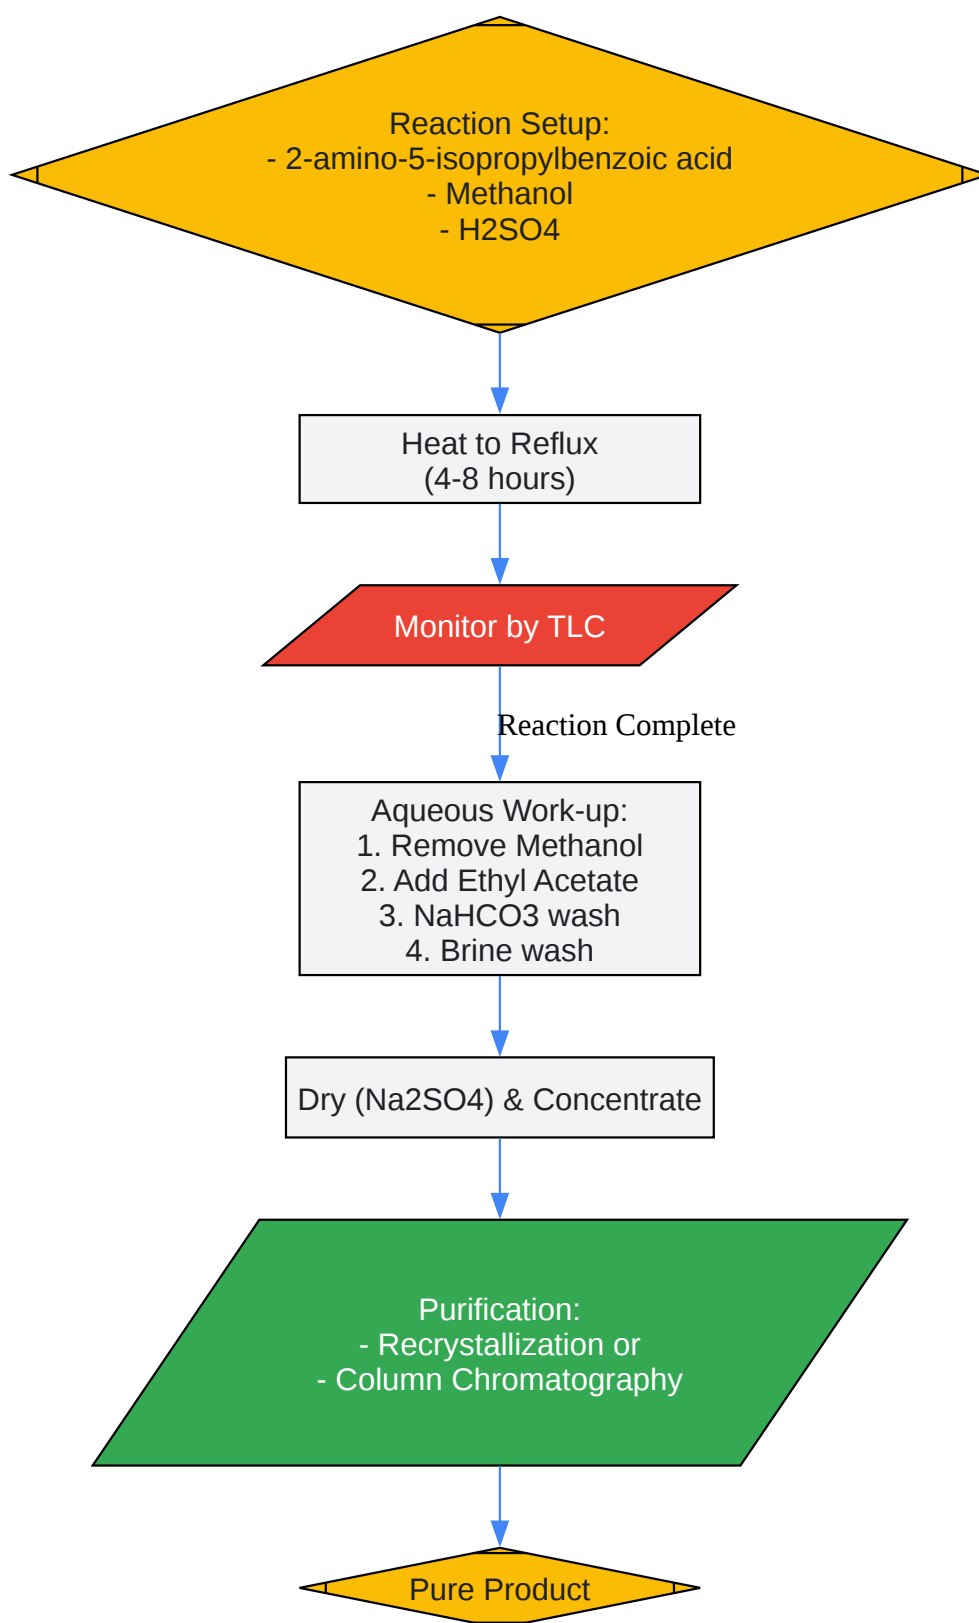 Reaction Setup:
- 2-amino-5-isopropylbenzoic acid
- Methanol
- H2SO4
Heat to Reflux
(4-8 hours)
Monitor by TLC
Reaction Complete
Aqueous Work-up:
1. Remove Methanol
2. Add Ethyl Acetate
3. NaHCO3 wash
4. Brine wash
Dry (Na2SO4) & Concentrate
Purification:
- Recrystallization or
- Column Chromatography
Pure Product